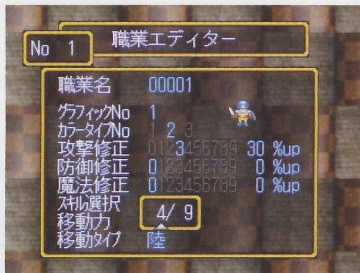 No 1
職業エディター
職業名 00001
グラフィックNo 1
カラータイプNo 1 2 3
攻撃修正 0123456789 30 %up
防御修正 0123456789 0 %up
魔法修正 0123456789 0 %up
スキル選択
4/ 9
移動力
移動タイプ 陸